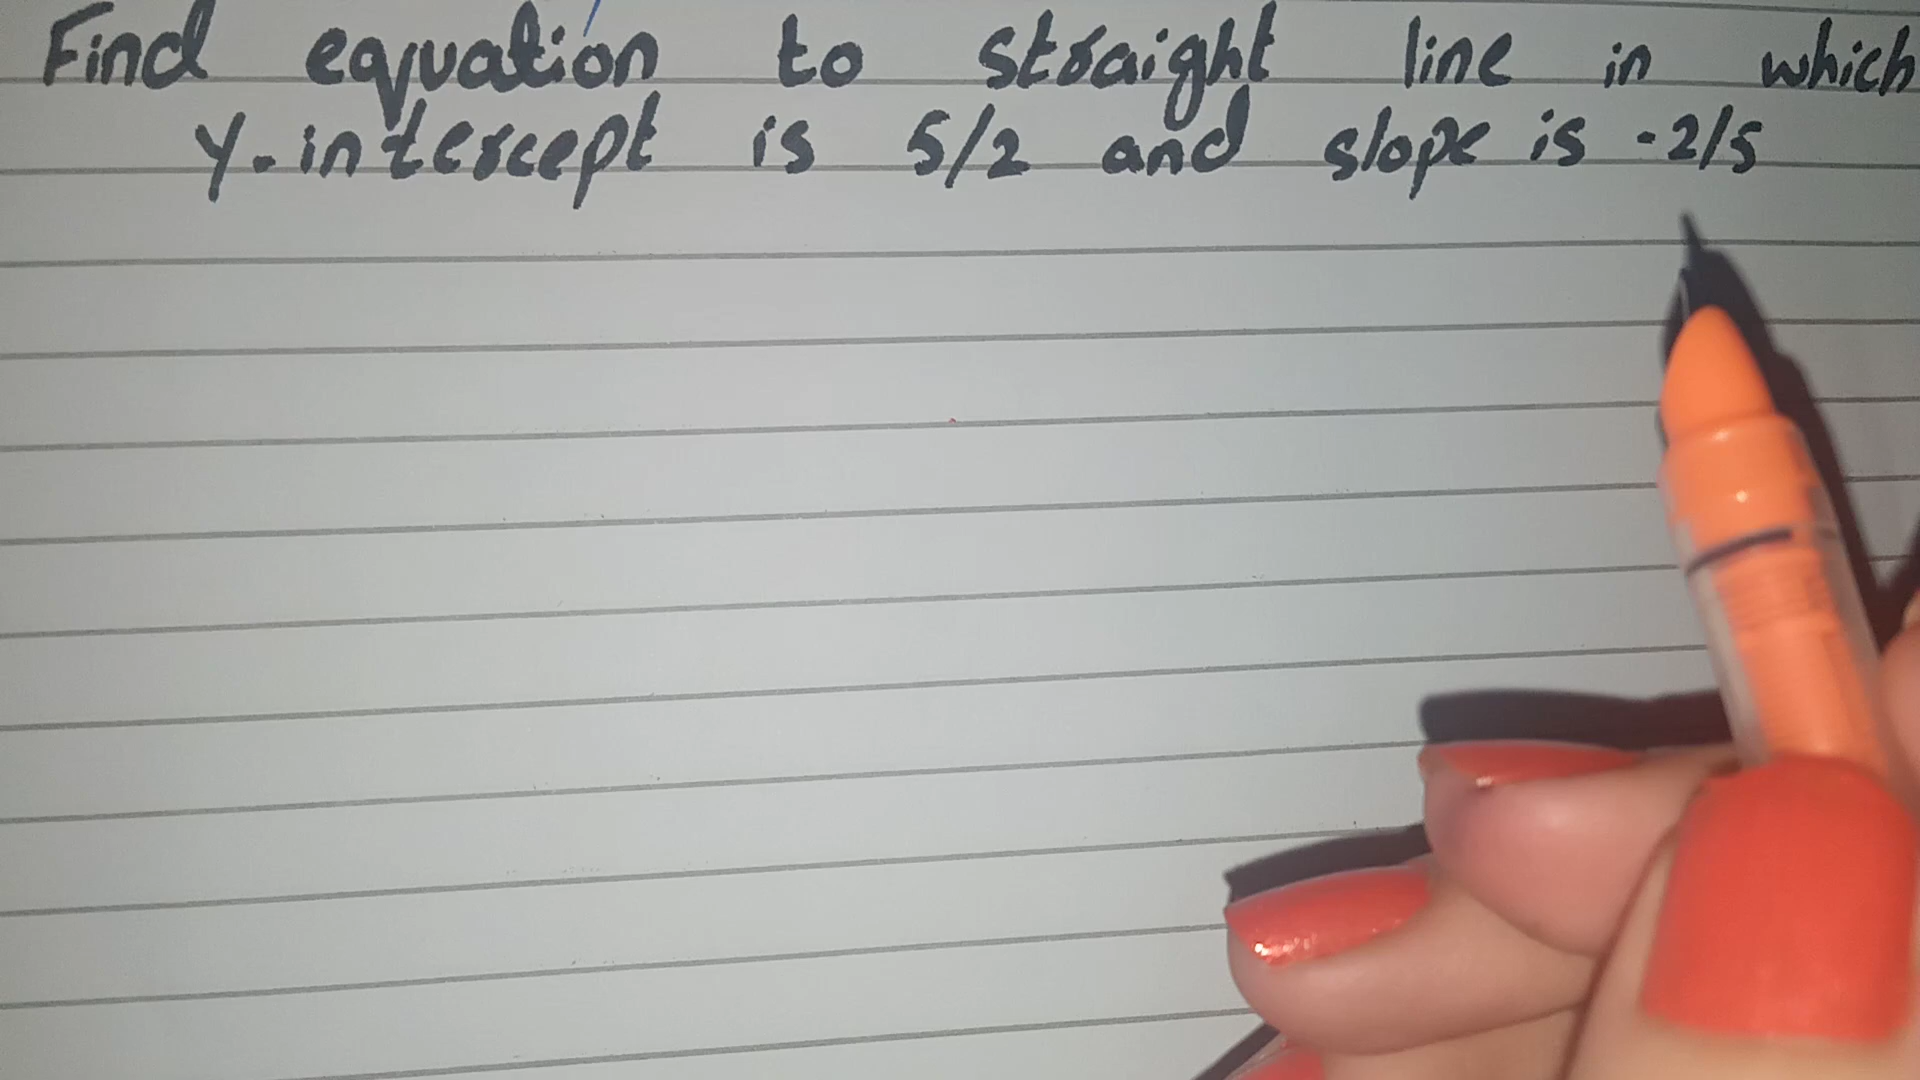 Find equation to straight line in which
y-intercept is 5/2 and slope is -2/5